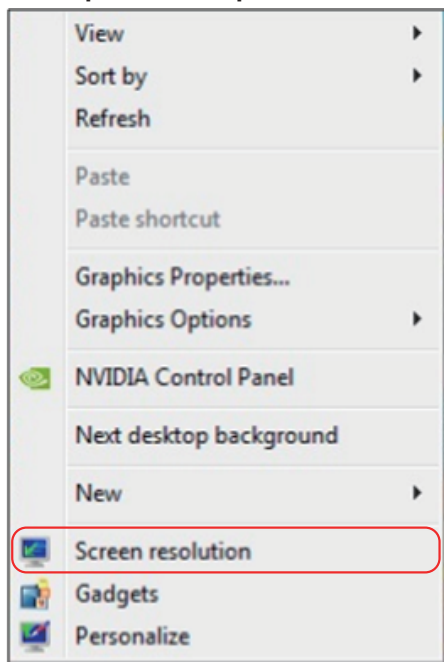 View
Sort by
Refresh
Paste
Paste shortcut
Graphics Properties...
Graphics Options
NVIDIA Control Panel
Next desktop background
New
Screen resolution
Gadgets
Personalize